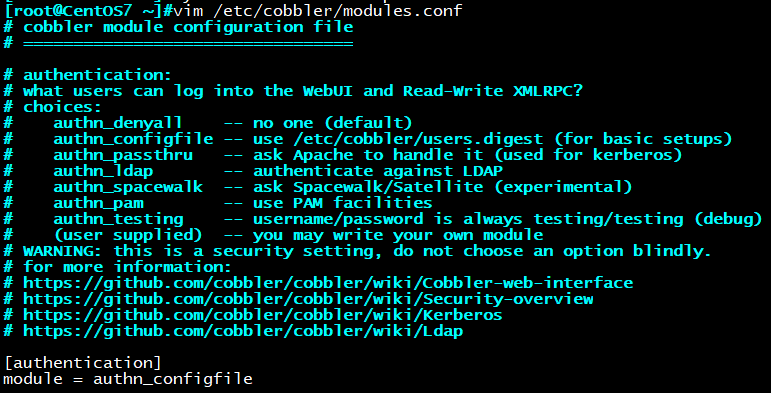 [root@CentOS7 ~]#vim /etc/cobbler/modules.conf
# cobbler module configuration file
# =================================
# authentication:
# what users can log into the WebUI and Read-Write XMLRPC?
# choices:
#    authn_denyall    -- no one (default)
#    authn_configfile -- use /etc/cobbler/users.digest (for basic setups)
#    authn_passthru   -- ask Apache to handle it (used for kerberos)
#    authn_ldap       -- authenticate against LDAP
#    authn_spacewalk  -- ask Spacewalk/Satellite (experimental)
#    authn_pam        -- use PAM facilities
#    authn_testing    -- username/password is always testing/testing (debug)
#    (user supplied)  -- you may write your own module
# WARNING: this is a security setting, do not choose an option blindly.
# for more information:
# https://github.com/cobbler/cobbler/wiki/Cobbler-web-interface
# https://github.com/cobbler/cobbler/wiki/Security-overview
# https://github.com/cobbler/cobbler/wiki/Kerberos
# https://github.com/cobbler/cobbler/wiki/Ldap
[authentication]
module = authn_configfile